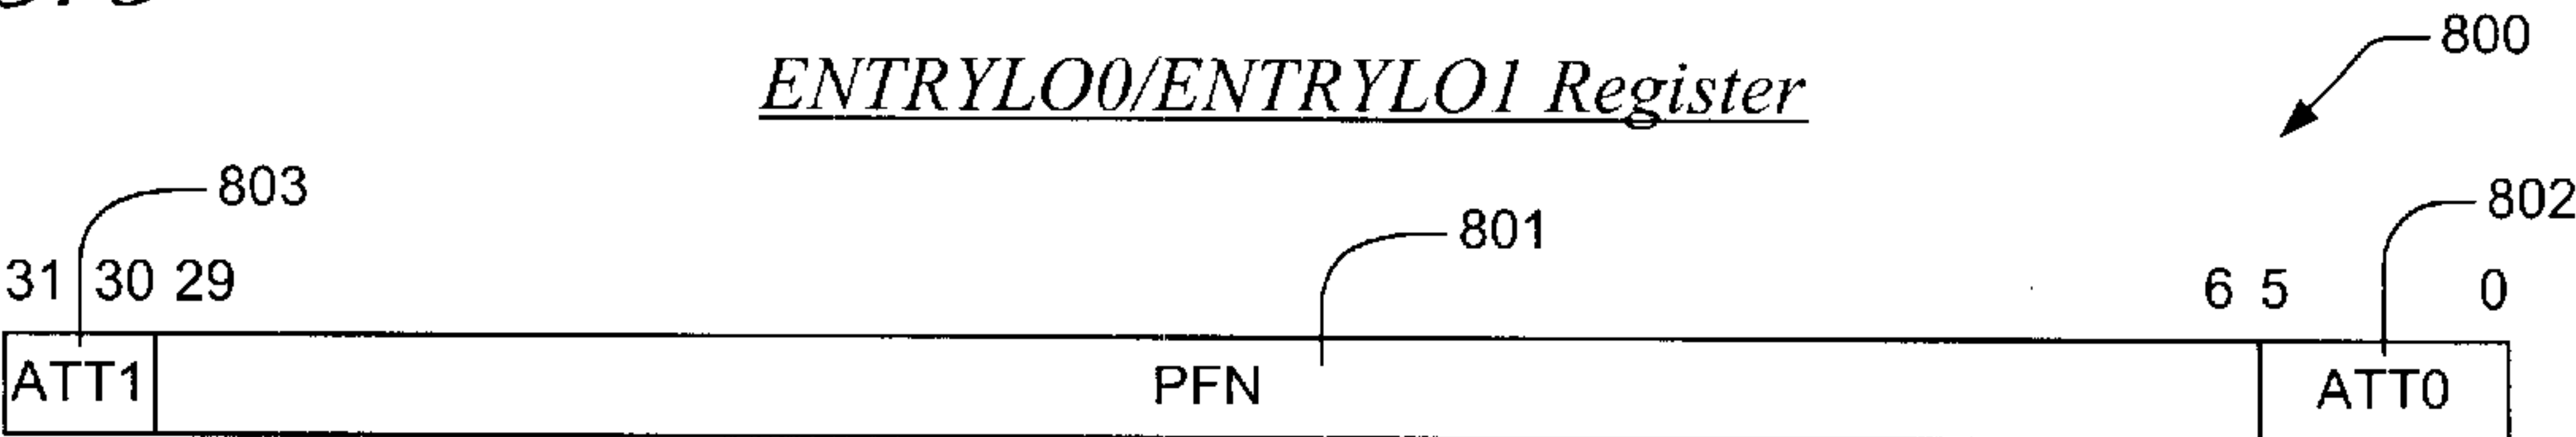 800
ENTRYLO0/ENTRYLO1 Register
803
802
801
31 30 29 6 5 0
ATT1 PFN ATT0